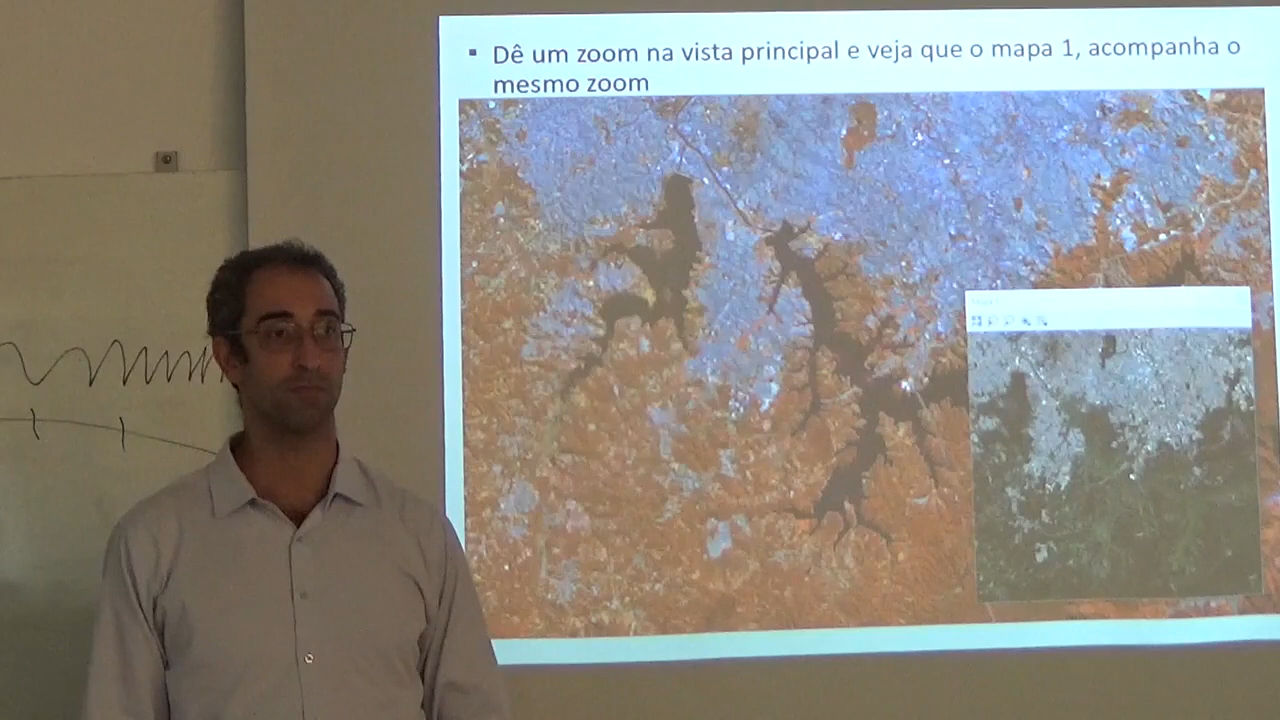 ▪ Dê um zoom na vista principal e veja que o mapa 1, acompanha o
mesmo zoom